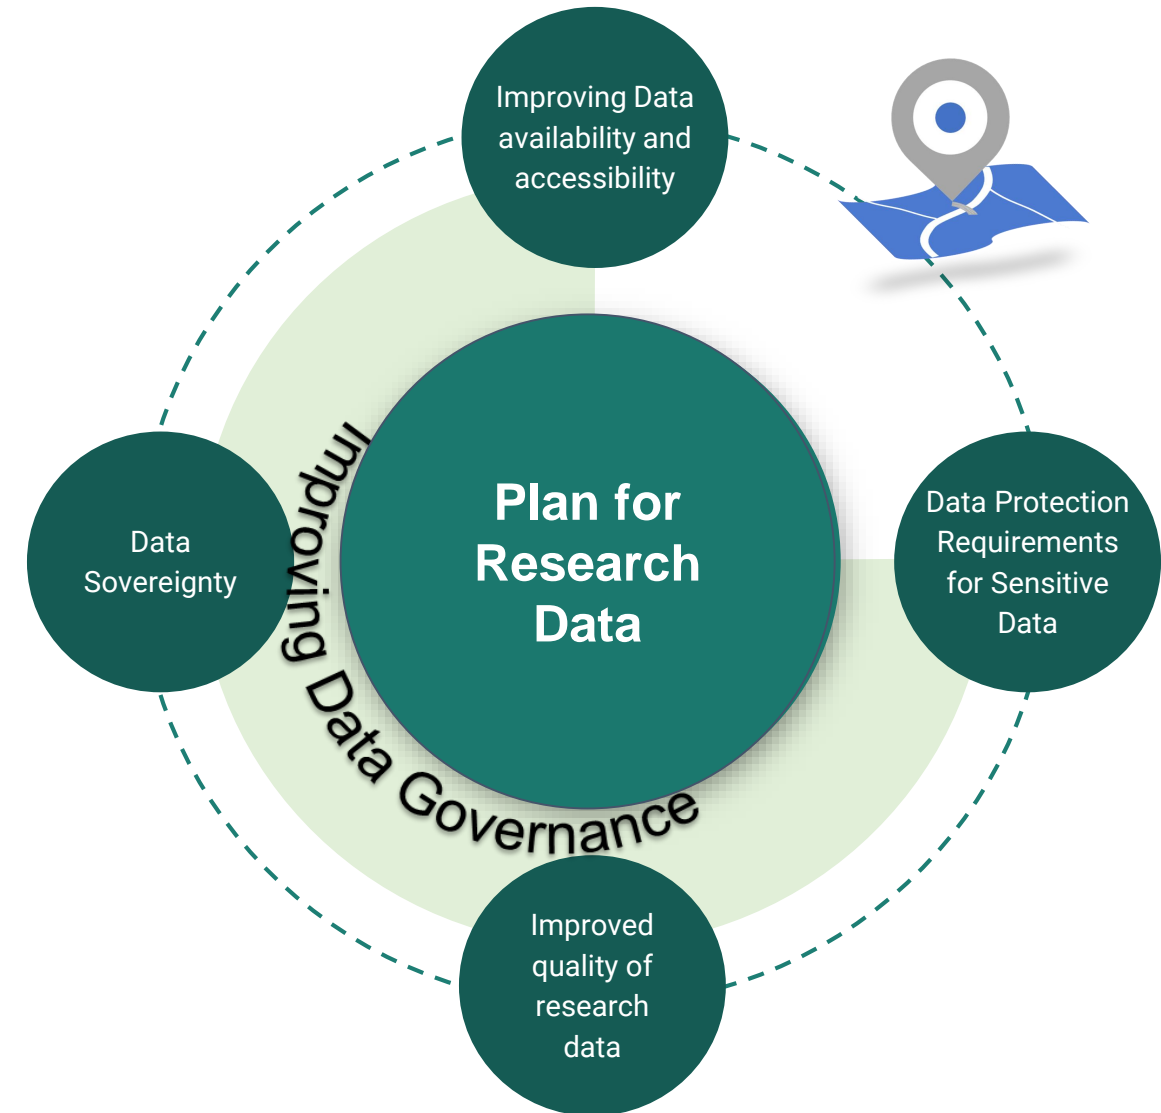 Improving Data
availability and
accessibility
Plan for
Research
Data
Data Protection
Requirements
for Sensitive
Data
Data
Sovereignty
Improving Data Governance
Improved
quality of
research
data